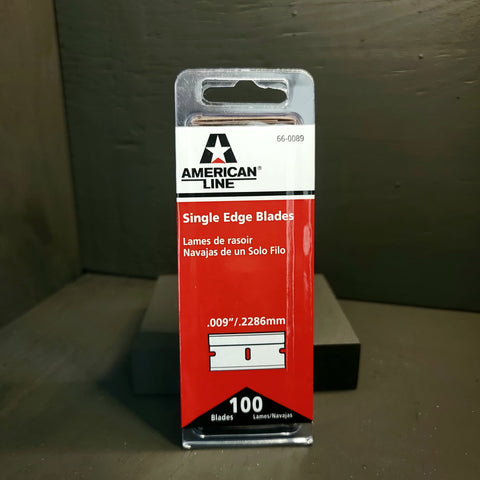 66-0089
AMERICAN®
LINE
Single Edge Blades
Lames de rasoir
Navajas de un Solo Filo
.009"/.2286mm
100
Blades Lames/Navajas